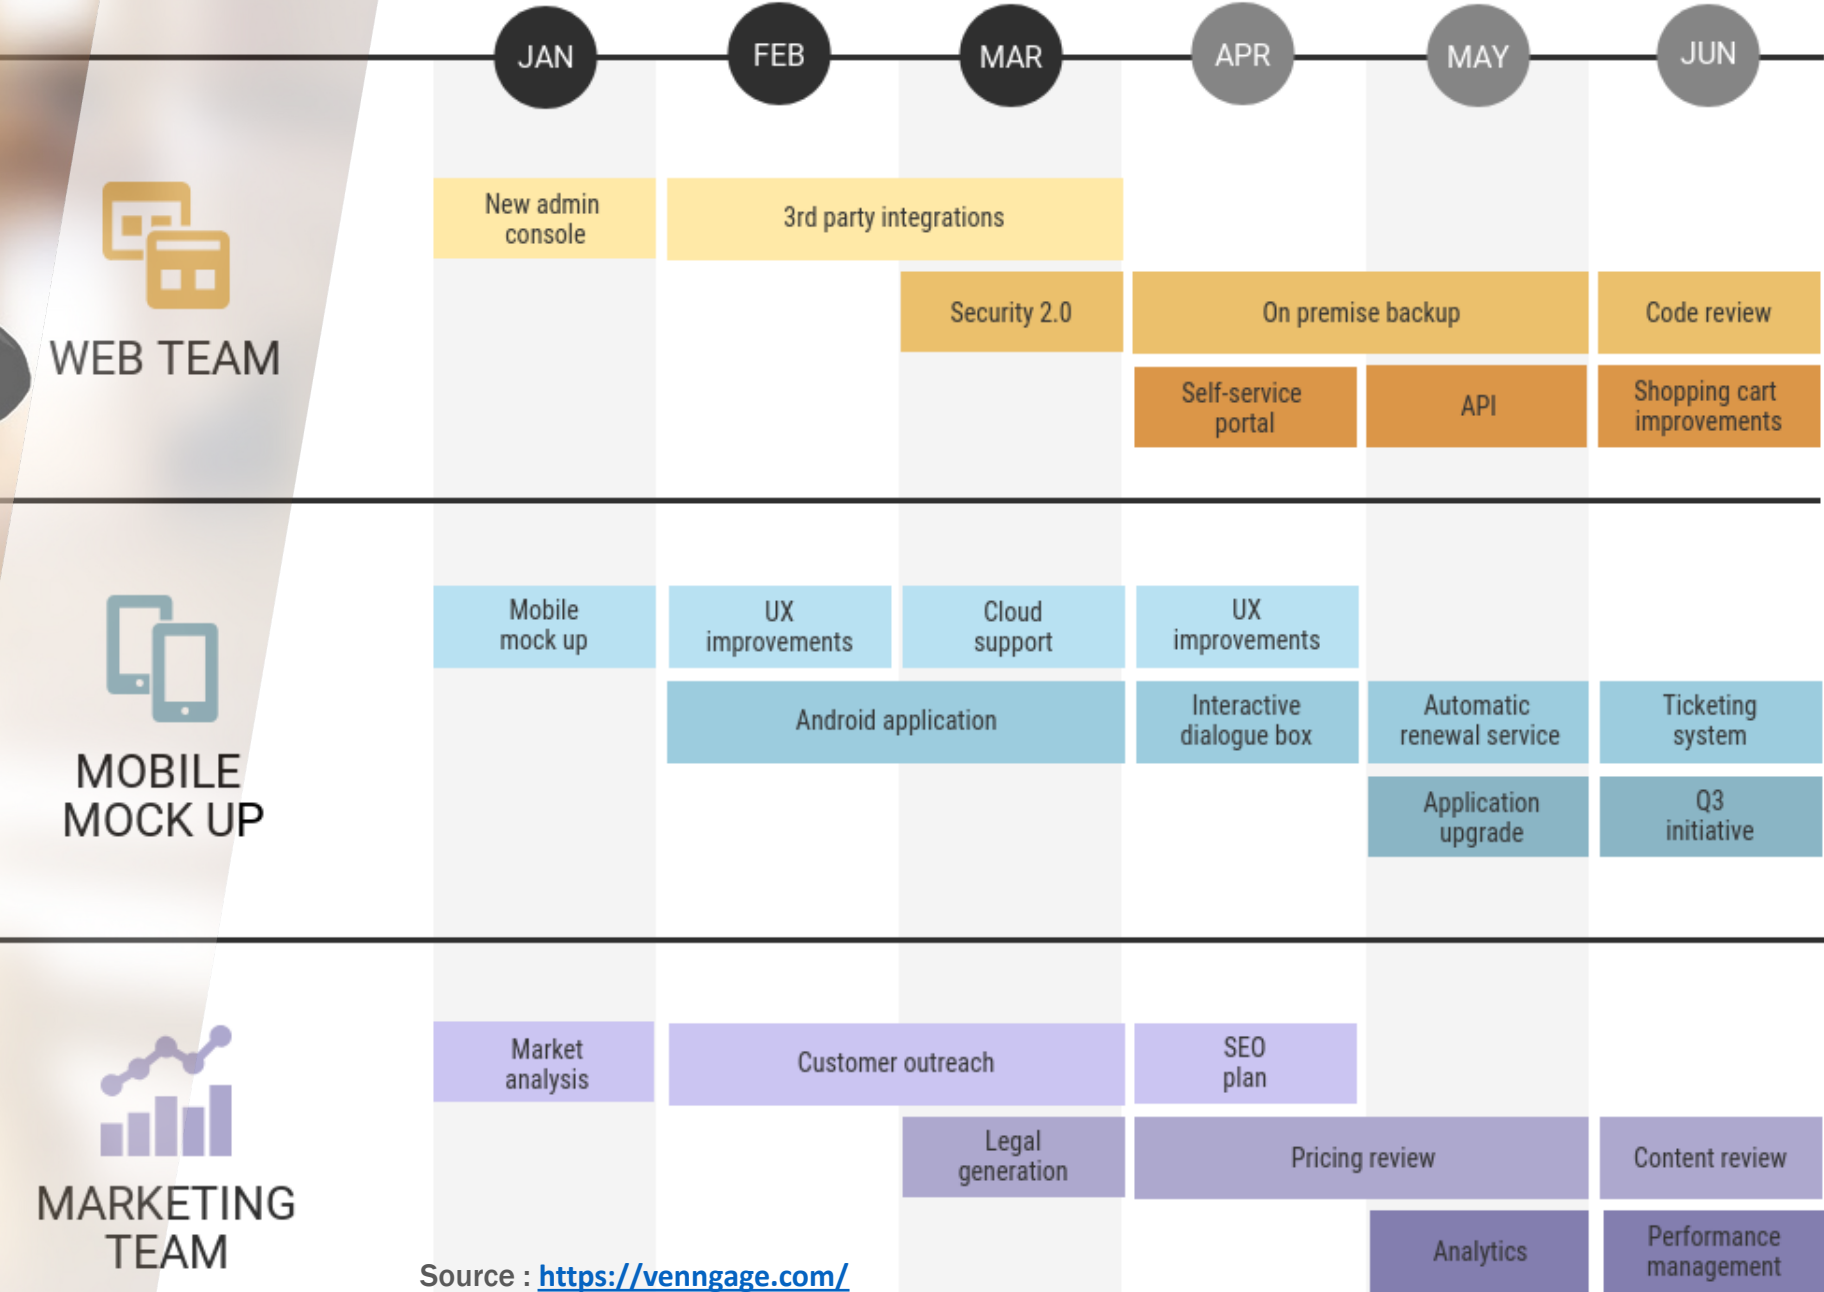 JAN FEB MAR APR MAY JUN
New admin
console
3rd party integrations
Security 2.0
On premise backup
Code review
WEB TEAM
Self-service
portal
API
Shopping cart
improvements
Mobile
mock up
UX
improvements
Cloud
support
UX
improvements
Android application
Interactive
dialogue box
Automatic
renewal service
Ticketing
system
MOBILE
MOCK UP
Application
upgrade
Q3
initiative
Market
analysis
Customer outreach
SEO
plan
Legal
generation
Pricing review
Content review
MARKETING
TEAM
Analytics
Performance
management
Source : https://venngage.com/